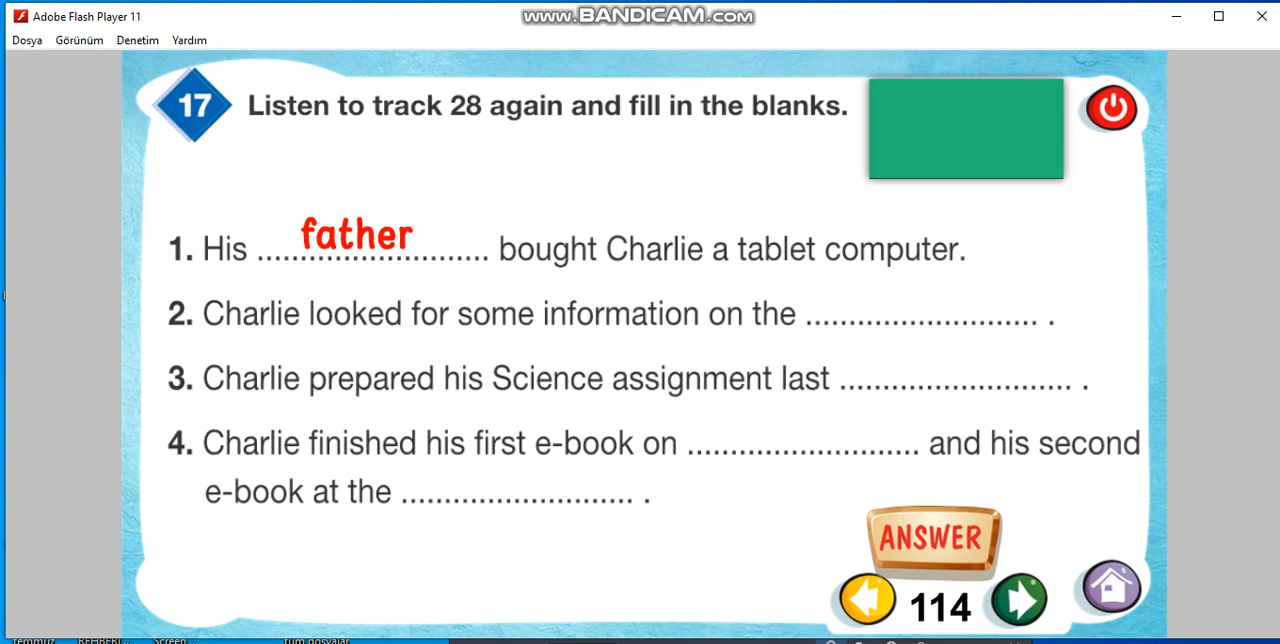 Adobe Flash Player 11
www.BANDICAM.com
Dosya Görünüm Denetim Yardım
17 Listen to track 28 again and fill in the blanks.
1. His father bought Charlie a tablet computer.
2. Charlie looked for some information on the .......................... .
3. Charlie prepared his Science assignment last .......................... .
4. Charlie finished his first e-book on .......................... and his second
e-book at the .......................... .
ANSWER
114